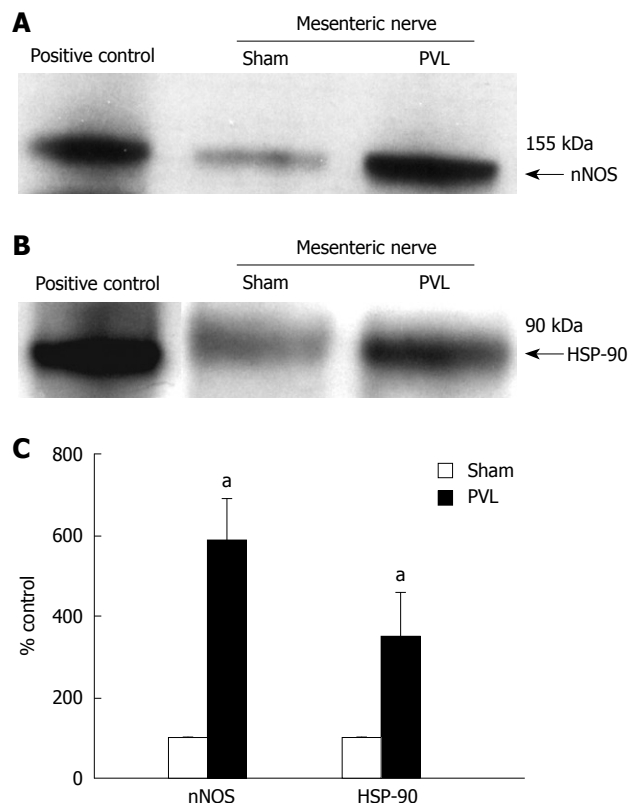 A
Mesenteric nerve
Positive control Sham PVL
155 kDa
nNOS
B
Mesenteric nerve
Positive control Sham PVL
90 kDa
HSP-90
C
800
600
400
200
0
% control
a
a
Sham
PVL
nNOS HSP-90